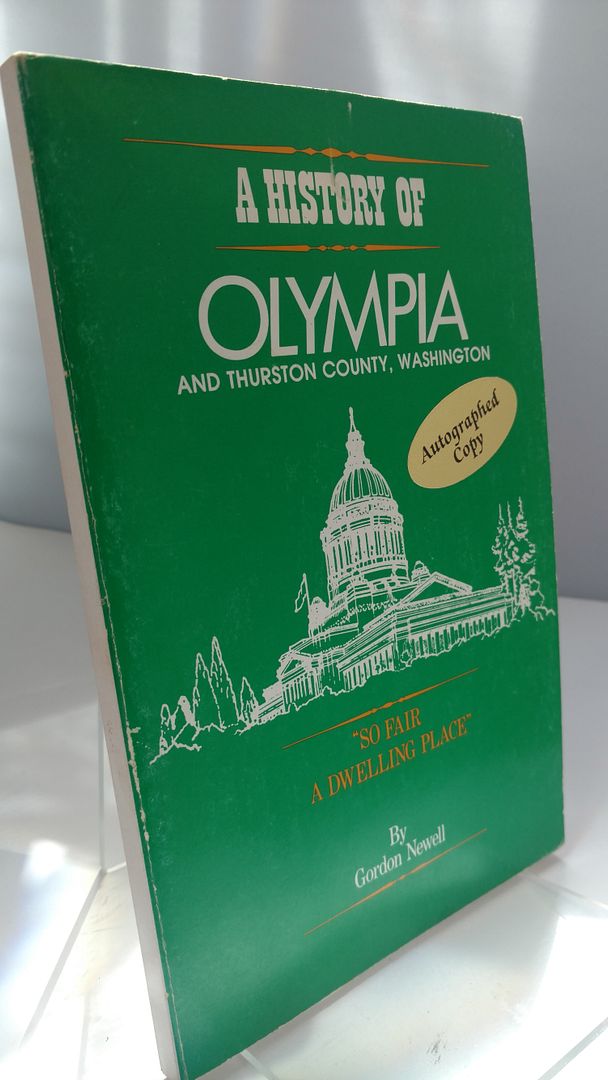 A HISTORY OF
OLYMPIA
AND THURSTON COUNTY, WASHINGTON
Autographed
Copy
"SO FAIR
A DWELLING PLACE"
By
Gordon Newell